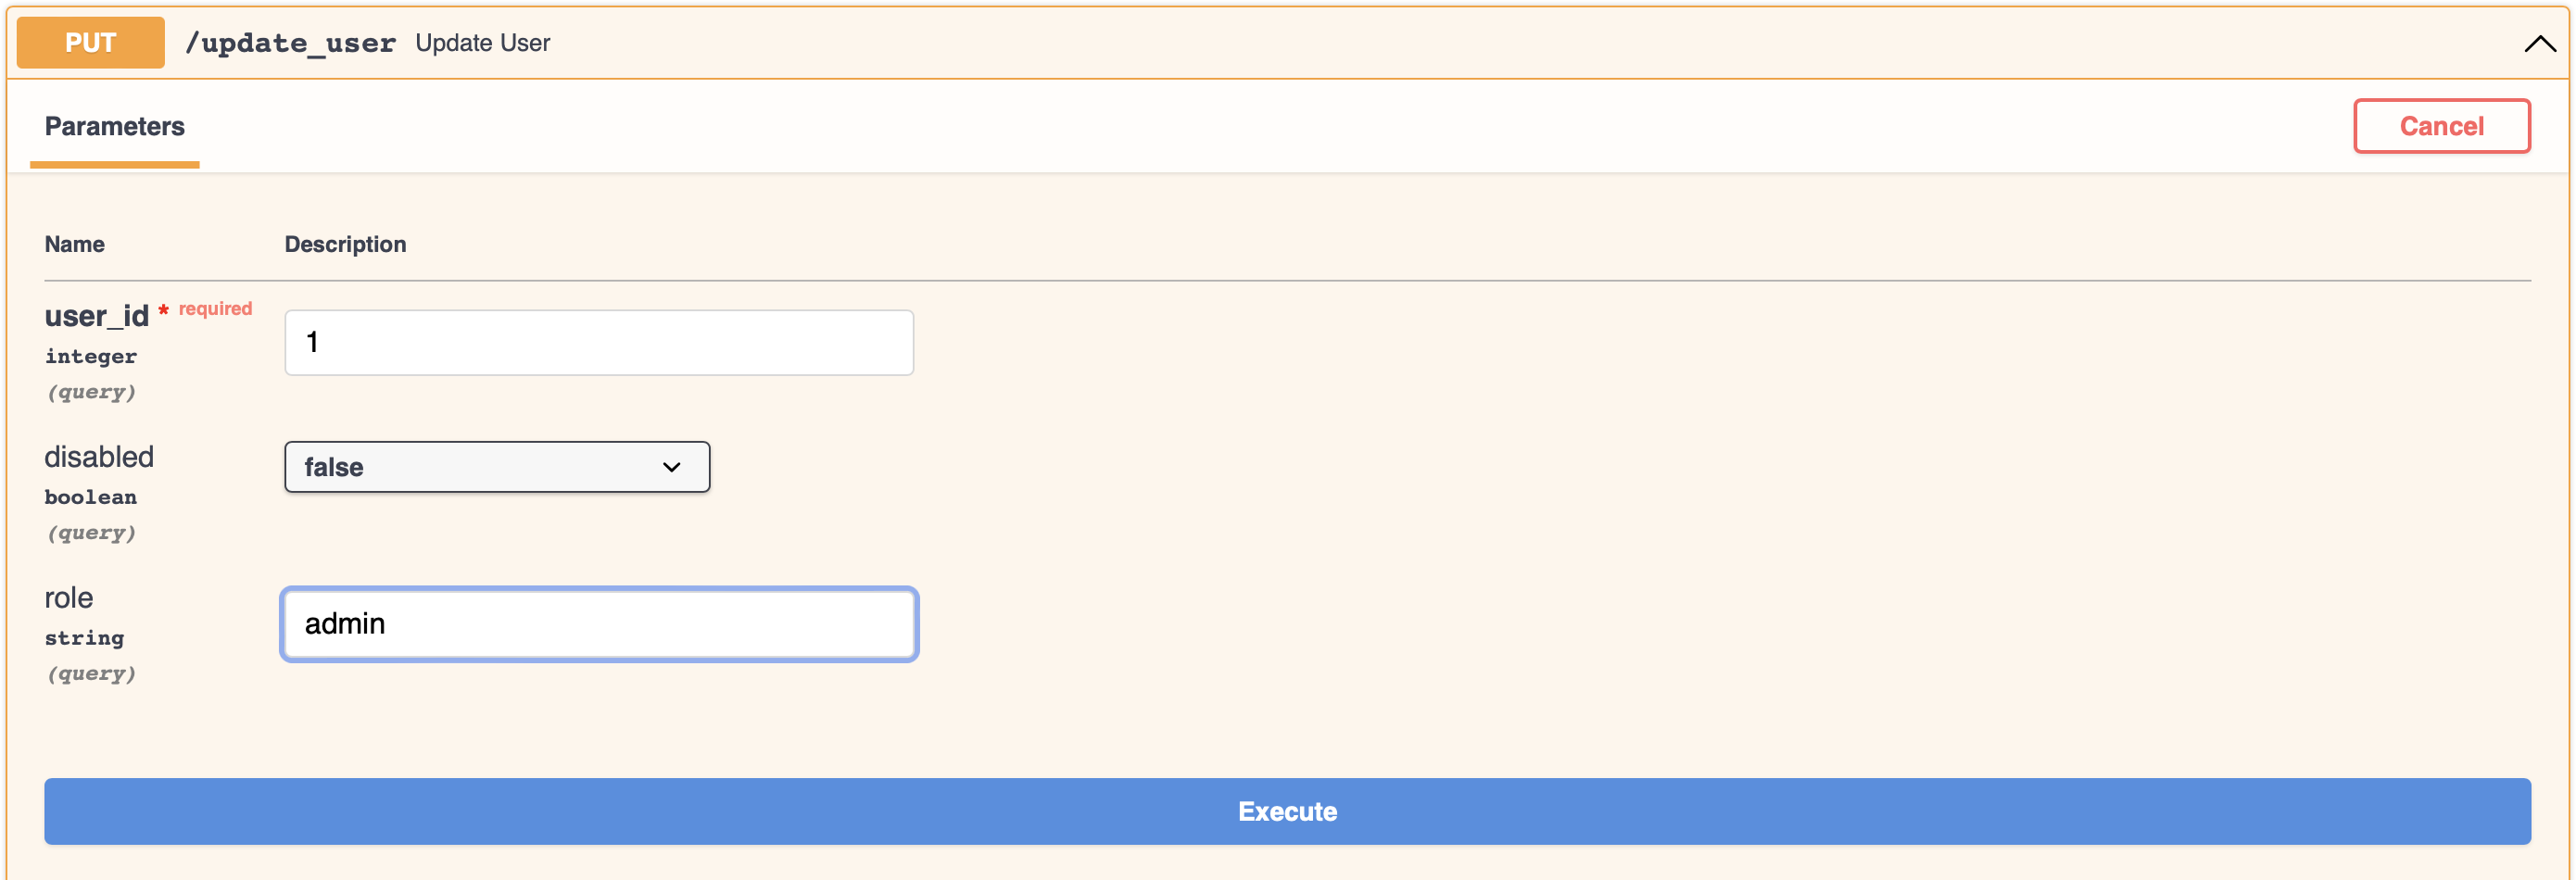 PUT /update_user Update User
Parameters
Cancel
Name Description
user_id * required
integer
(query)
1
disabled
boolean
(query)
false
role
string
(query)
admin
Execute